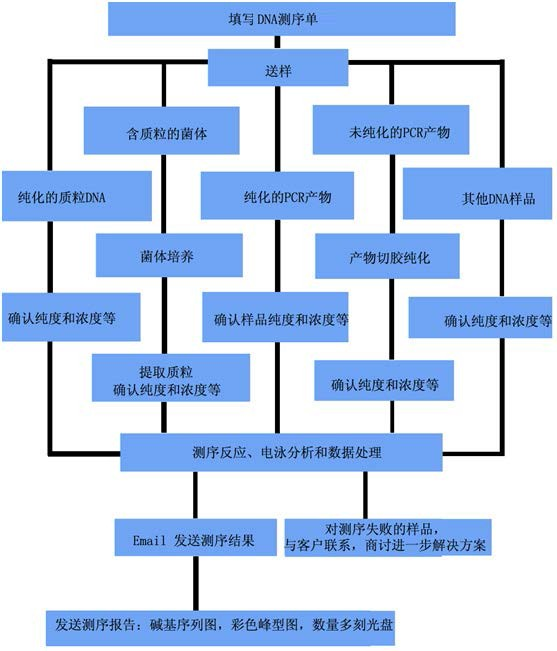 填写DNA测序单
送样
含质粒的菌体
未纯化的PCR产物
纯化的质粒DNA
纯化的PCR产物
其他DNA样品
菌体培养
产物切胶纯化
确认纯度和浓度等
确认样品纯度和浓度等
确认纯度和浓度等
提取质粒
确认纯度和浓度等
确认纯度和浓度等
测序反应、电泳分析和数据处理
Email 发送测序结果
对测序失败的样品，
与客户联系，商讨进一步解决方案
发送测序报告：碱基序列图，彩色峰型图，数量多刻光盘